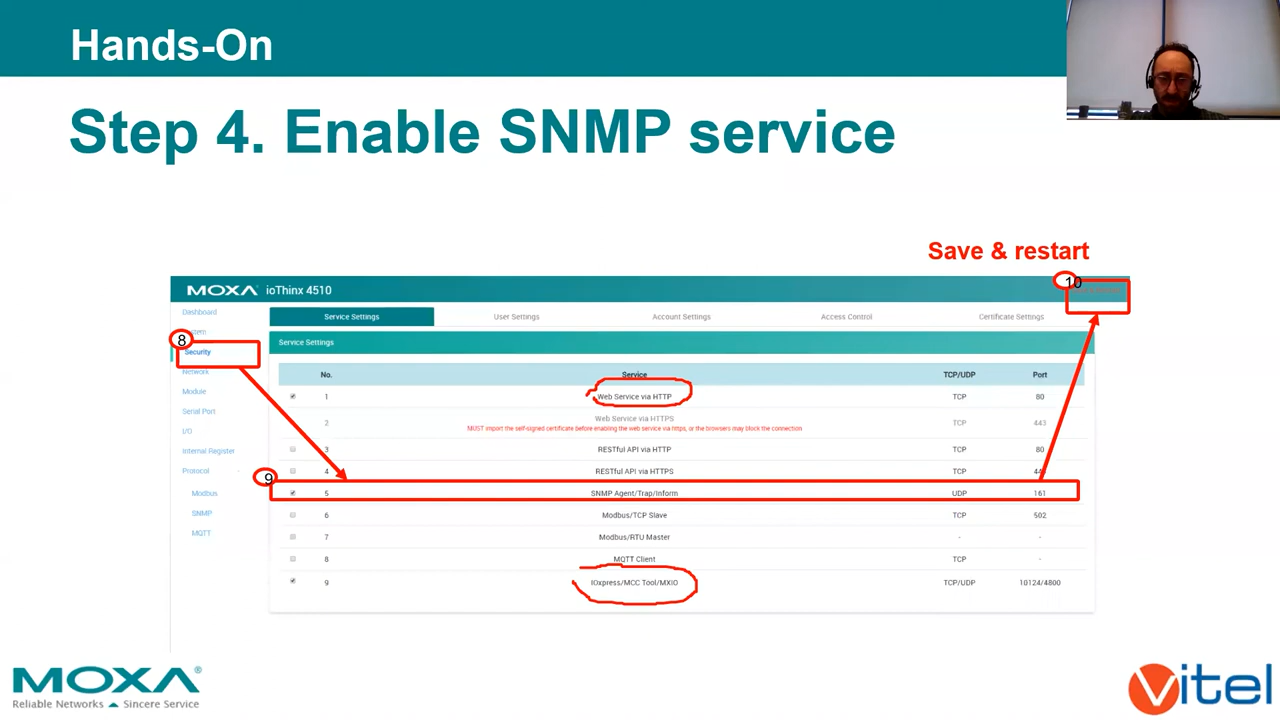 Hands-On
Step 4. Enable SNMP service
Save & restart
10
MOXA ioThinx 4510
Dashboard
Service Settings User Settings Account Settings Access Control Certificate Settings
8
Security
Service Settings
Network
No. Service TCP/UDP Port
Module
1 Web Service via HTTP TCP 80
Serial Port
2 Web Service via HTTPS TCP 443
MUST import the self-signed certificate before enabling the web service via https, or the browsers may block the connection
I/O
3 RESTful API via HTTP TCP 80
Internal Register
4 RESTful API via HTTPS TCP
Protocol
9
5 SNMP Agent/Trap/Inform UDP 161
Modbus
6 Modbus/TCP Slave TCP 502
SNMP
7 Modbus/RTU Master - -
MQTT
8 MQTT Client TCP -
9 IOxpress/MCC Tool/MXIO TCP/UDP 10124/4800
MOXA®
Reliable Networks Sincere Service
Vitel